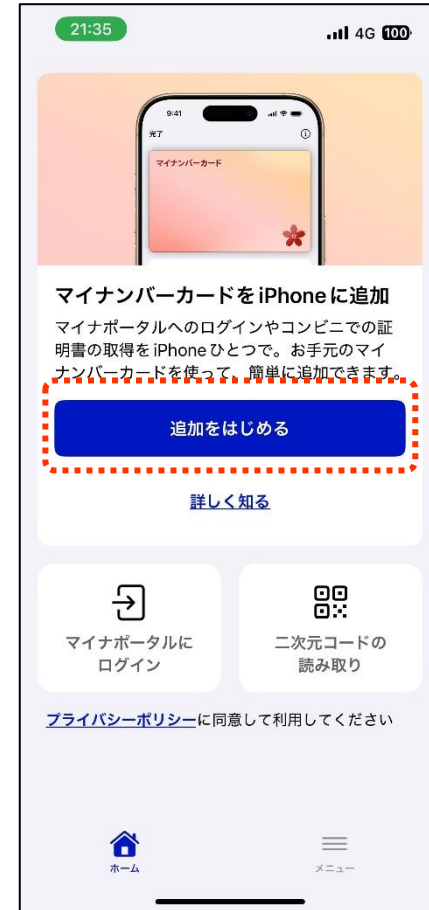 21:35
4G 100
9:41
完了
マイナンバーカード
マイナンバーカードをiPhoneに追加
マイナポータルへのログインやコンビニでの証
明書の取得をiPhoneひとつで。お手元のマイ
ナンバーカードを使って、簡単に追加できます。
追加をはじめる
詳しく知る
マイナポータルに
ログイン
二次元コードの
読み取り
プライバシーポリシーに同意して利用してください
ホーム
メニュー